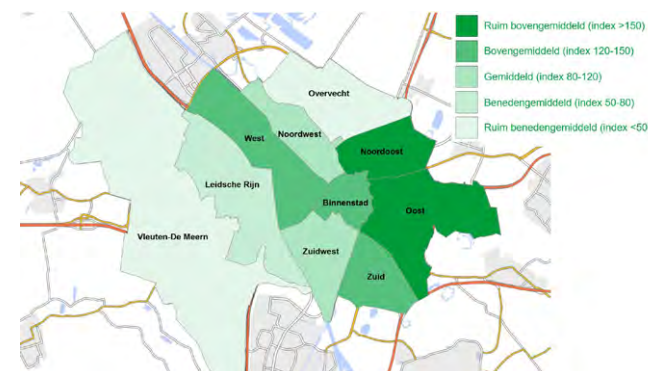 Ruim bovengemiddeld (index >150)
Bovengemiddeld (index 120-150)
Gemiddeld (index 80-120)
Benedengemiddeld (index 50-80)
Ruim benedengemiddeld (index <50
Overvecht
West
Noordwest
Noordoost
Leidsche Rijn
Binnenstad
Oost
Vleuten-De Meern
Zuidwest
Zuid